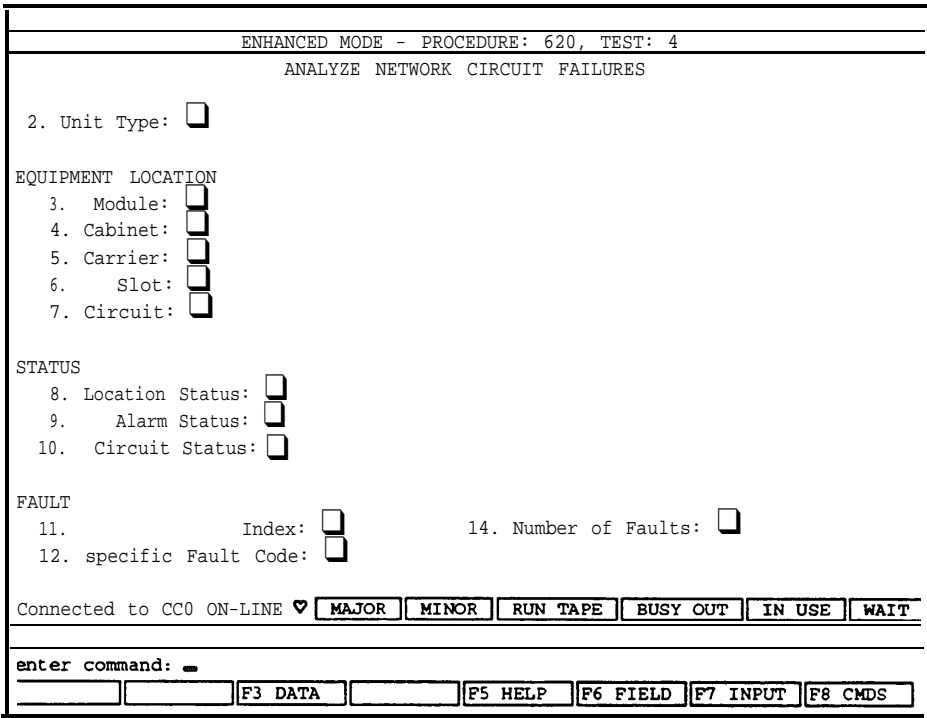 ENHANCED MODE - PROCEDURE: 620, TEST: 4
ANALYZE NETWORK CIRCUIT FAILURES
2. Unit Type:
EQUIPMENT LOCATION
3. Module:
4. Cabinet:
5. Carrier:
6. Slot:
7. Circuit:
STATUS
8. Location Status:
9. Alarm Status:
10. Circuit Status:
FAULT
11. Index: 14. Number of Faults:
12. specific Fault Code:
Connected to CC0 ON-LINE ♥ MAJOR MINOR RUN TAPE BUSY OUT IN USE WAIT
enter command:
F3 DATA F5 HELP F6 FIELD F7 INPUT F8 CMDS